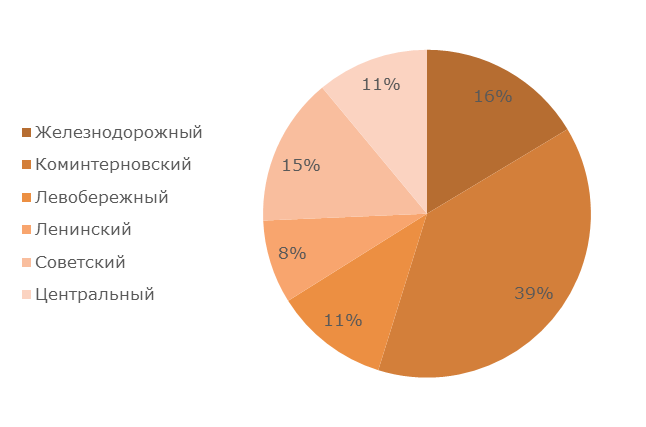 Железнодорожный
Коминтерновский
Левобережный
Ленинский
Советский
Центральный
16%
39%
11%
8%
15%
11%